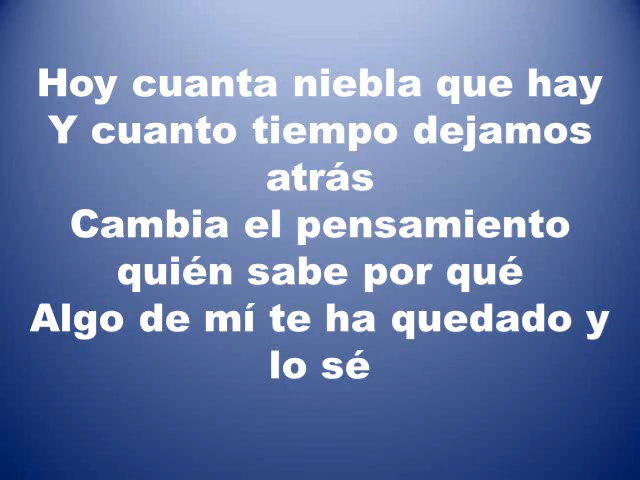 Hoy cuanta niebla que hay
Y cuanto tiempo dejamos
atrás
Cambia el pensamiento
quién sabe por qué
Algo de mí te ha quedado y
lo sé